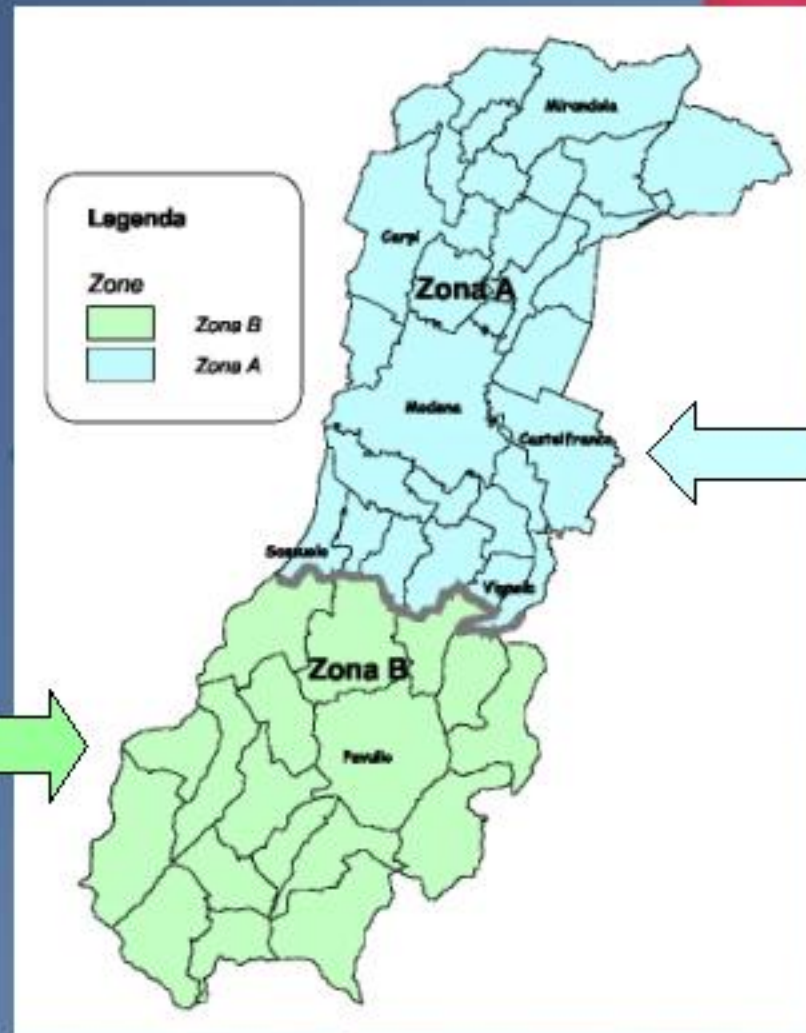 Mirandola
Legenda
Carpi
Zone
Zona A
Zona B
Zona A
Modena
Castelfranco
Sassuolo
Vignola
Zona B
Pavullo